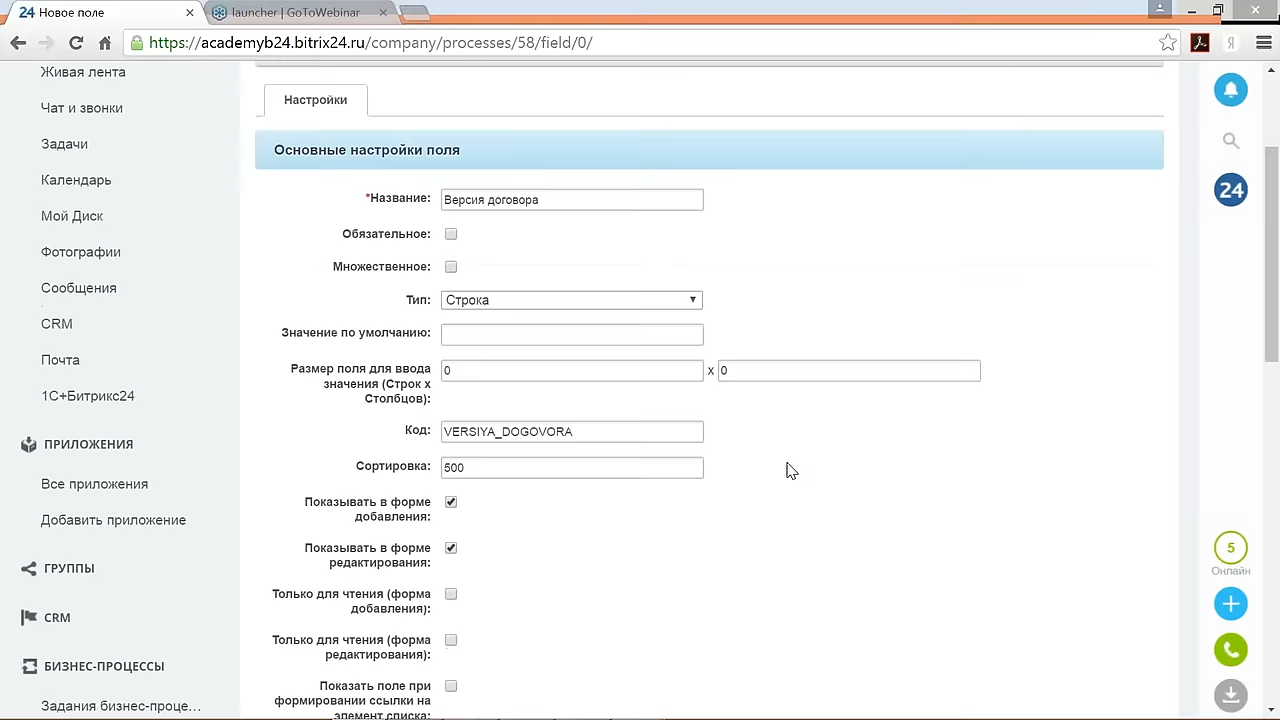 24 Новое поле
launcher | GoToWebinar
https://academyb24.bitrix24.ru/company/processes/58/field/0/
Я
Живая лента
Чат и звонки
Задачи
Календарь
Мой Диск
Фотографии
Сообщения
CRM
Почта
1С+Битрикс24
ПРИЛОЖЕНИЯ
Все приложения
Добавить приложение
ГРУППЫ
CRM
БИЗНЕС-ПРОЦЕССЫ
Задания бизнес-проце...
Настройки
Основные настройки поля
*Название: Версия договора
Обязательное:
Множественное:
Тип: Строка
Значение по умолчанию:
Размер поля для ввода
значения (Строк x
Столбцов):
0 x 0
Код: VERSIYA_DOGOVORA
Сортировка: 500
Показывать в форме
добавления:
Показывать в форме
редактирования:
Только для чтения (форма
добавления):
Только для чтения (форма
редактирования):
Показать поле при
формировании ссылки на
элемент списка:
24
5
Онлайн